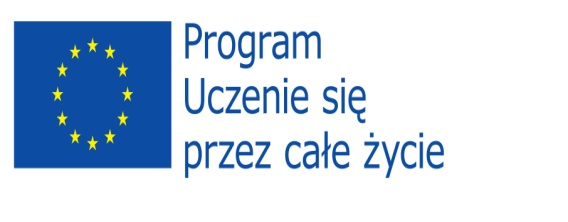 Program
Uczenie się
przez całe życie